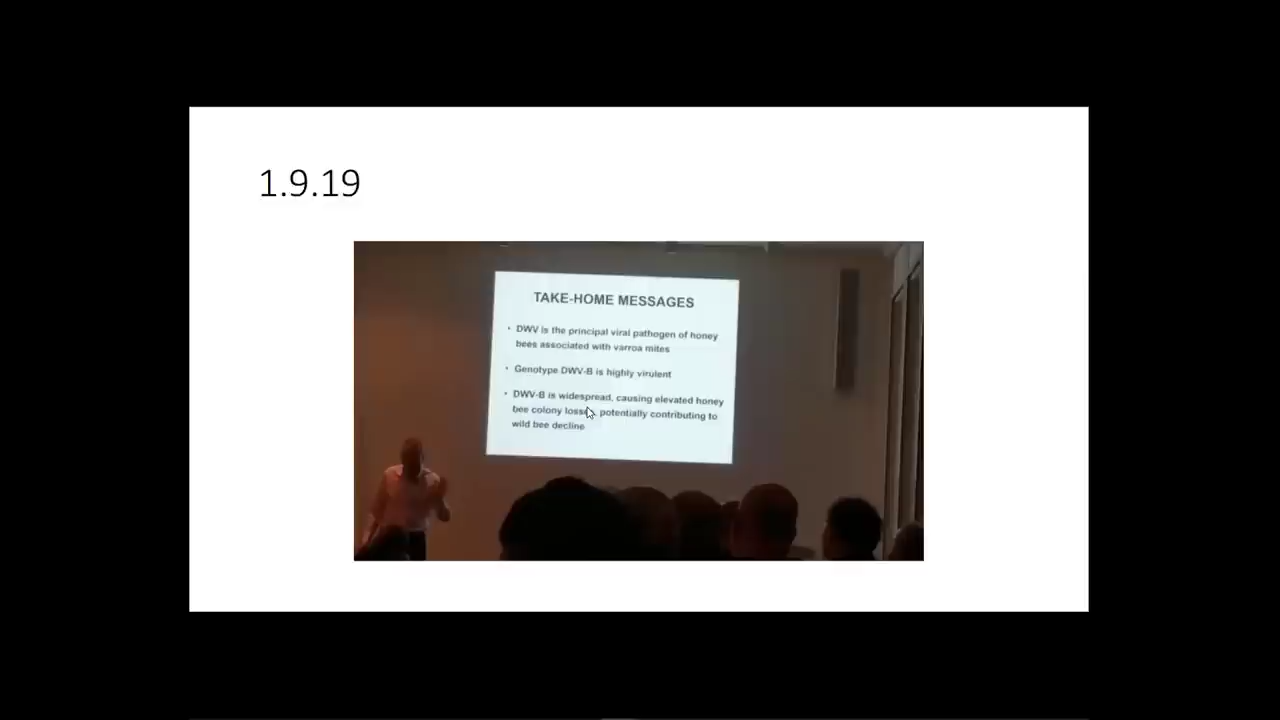 1.9.19
TAKE-HOME MESSAGES
• DWV is the principal viral pathogen of honey
bees associated with varroa mites
• Genotype DWV-B is highly virulent
• DWV-B is widespread, causing elevated honey
bee colony losses, potentially contributing to
wild bee decline